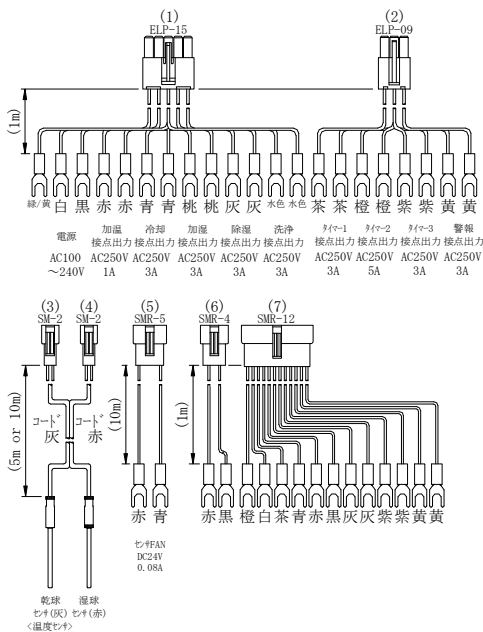 (1)
ELP-15
(2)
ELP-09
(1m)
緑/黄 白 黒 赤 赤 青 青 桃 桃 灰 灰 水色 水色
茶 茶 橙 橙 紫 紫 黄 黄
電源
AC100
~240V
加温
接点出力
AC250V
1A
冷却
接点出力
AC250V
3A
加湿
接点出力
AC250V
3A
除湿
接点出力
AC250V
3A
洗浄
接点出力
AC250V
3A
タイマー1
接点出力
AC250V
3A
タイマー2
接点出力
AC250V
5A
タイマー3
接点出力
AC250V
3A
警報
接点出力
AC250V
3A
(3)
SM-2
(4)
SM-2
(5)
SMR-5
(6)
SMR-4
(7)
SMR-12
(5m or 10m)
コード
灰
コード
赤
(10m)
(1m)
赤 青
赤 黒
橙 白 茶 青 赤 黒 灰 灰 紫 紫 黄 黄
センサFAN
DC24V
0.08A
乾球
センサ(灰)
湿球
センサ(赤)
<温度センサ>